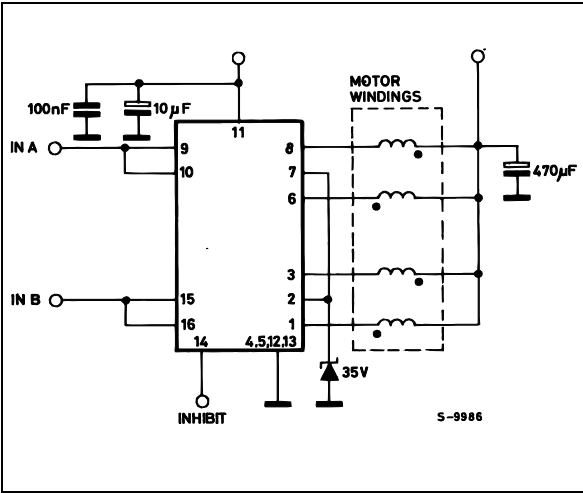 MOTOR
WINDINGS
100nF
10µF
11
IN A
9
8
470µF
10
7
6
3
IN B
15
2
16
1
14
4,5,12,13
35V
INHIBIT
S-9986